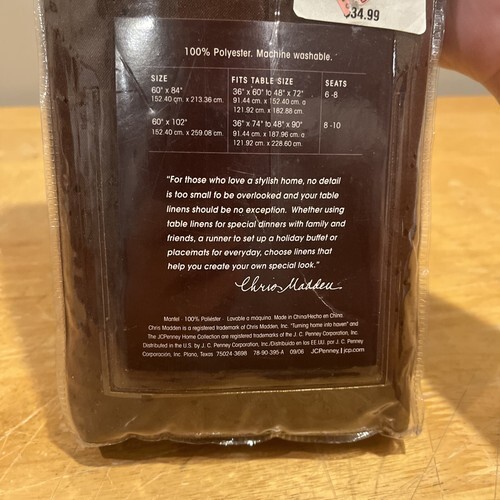 $34.99
100% Polyester. Machine washable.
SIZE FITS TABLE SIZE SEATS
60" x 84" 36" x 60" to 48" x 72" 6 -8
152.40 cm. x 213.36 cm. 91.44 cm. x 152.40 cm. a
121.92 cm. x 182.88 cm.
60" x 102" 36" x 74" to 48" x 90" 8 -10
152.40 cm. x 259.08 cm. 91.44 cm. x 187.96 cm. a
121.92 cm. x 228.60 cm.
"For those who love a stylish home, no detail
is too small to be overlooked and your table
linens should be no exception. Whether using
table linens for special dinners with family and
friends, a runner to set up a holiday buffet or
placemats for everyday, choose linens that
help you create your own special look."
Chris Madden
Mantel 100% Poliéster Lavable a máquina. Made in China/Hecho en China
Chris Madden is a registered trademark of Chris Madden, Inc. "Turning home into haven" and
The JCPenney Home Collection are registered trademarks of J. C. Penney Corporation, Inc.
Distributed in the U.S. by J. C. Penney Corporation, Inc./Distribuido en las EE.UU. por J. C. Penney
Corporación, Inc. Plano, Texas 75024-3698 78-90-395-A 09/06 JCPenney | jcp.com